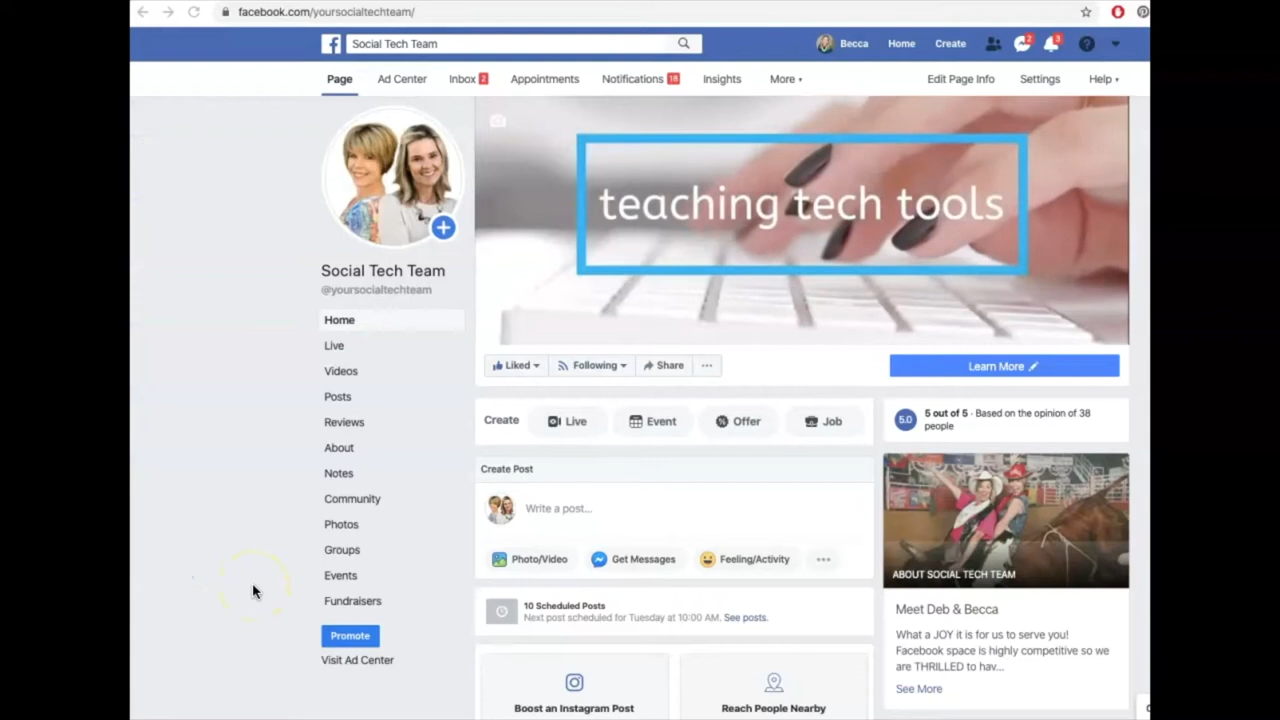 facebook.com/yoursocialtechteam/
Social Tech Team
Becca
Home
Create
2
3
Page
Ad Center
Inbox 2
Appointments
Notifications 18
Insights
More
Edit Page Info
Settings
Help
teaching tech tools
Social Tech Team
@yoursocialtechteam
Home
Live
Videos
Posts
Reviews
About
Notes
Community
Photos
Groups
Events
Fundraisers
Promote
Visit Ad Center
Liked
Following
Share
Learn More
Create
Live
Event
Offer
Job
Create Post
Write a post...
Photo/Video
Get Messages
Feeling/Activity
10 Scheduled Posts
Next post scheduled for Tuesday at 10:00 AM. See posts.
Boost an Instagram Post
Reach People Nearby
5.0
5 out of 5 · Based on the opinion of 38
people
ABOUT SOCIAL TECH TEAM
Meet Deb & Becca
What a JOY it is for us to serve you!
Facebook space is highly competitive so we
are THRILLED to hav...
See More